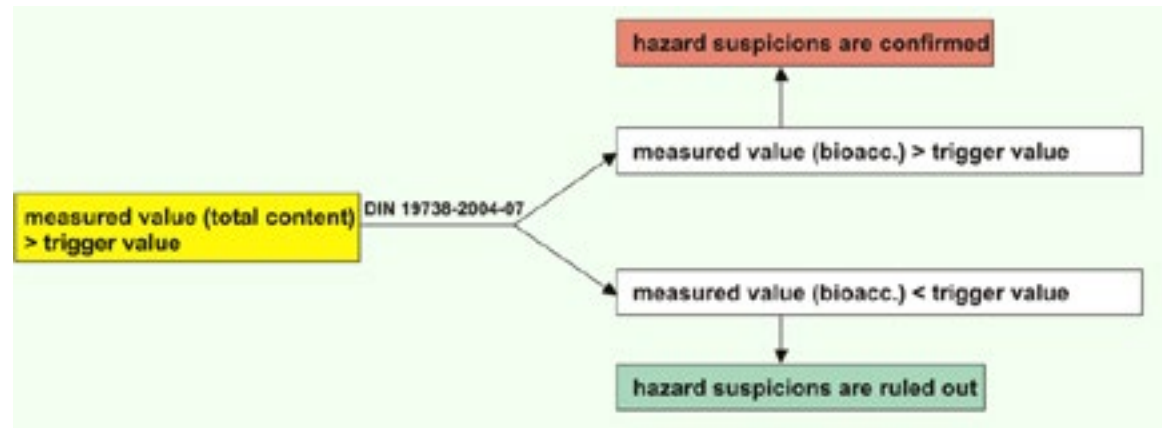 hazard suspicions are confirmed
measured value (bioacc.) > trigger value
DIN 19738-2004-07
measured value (total content)
> trigger value
measured value (bioacc.) < trigger value
hazard suspicions are ruled out